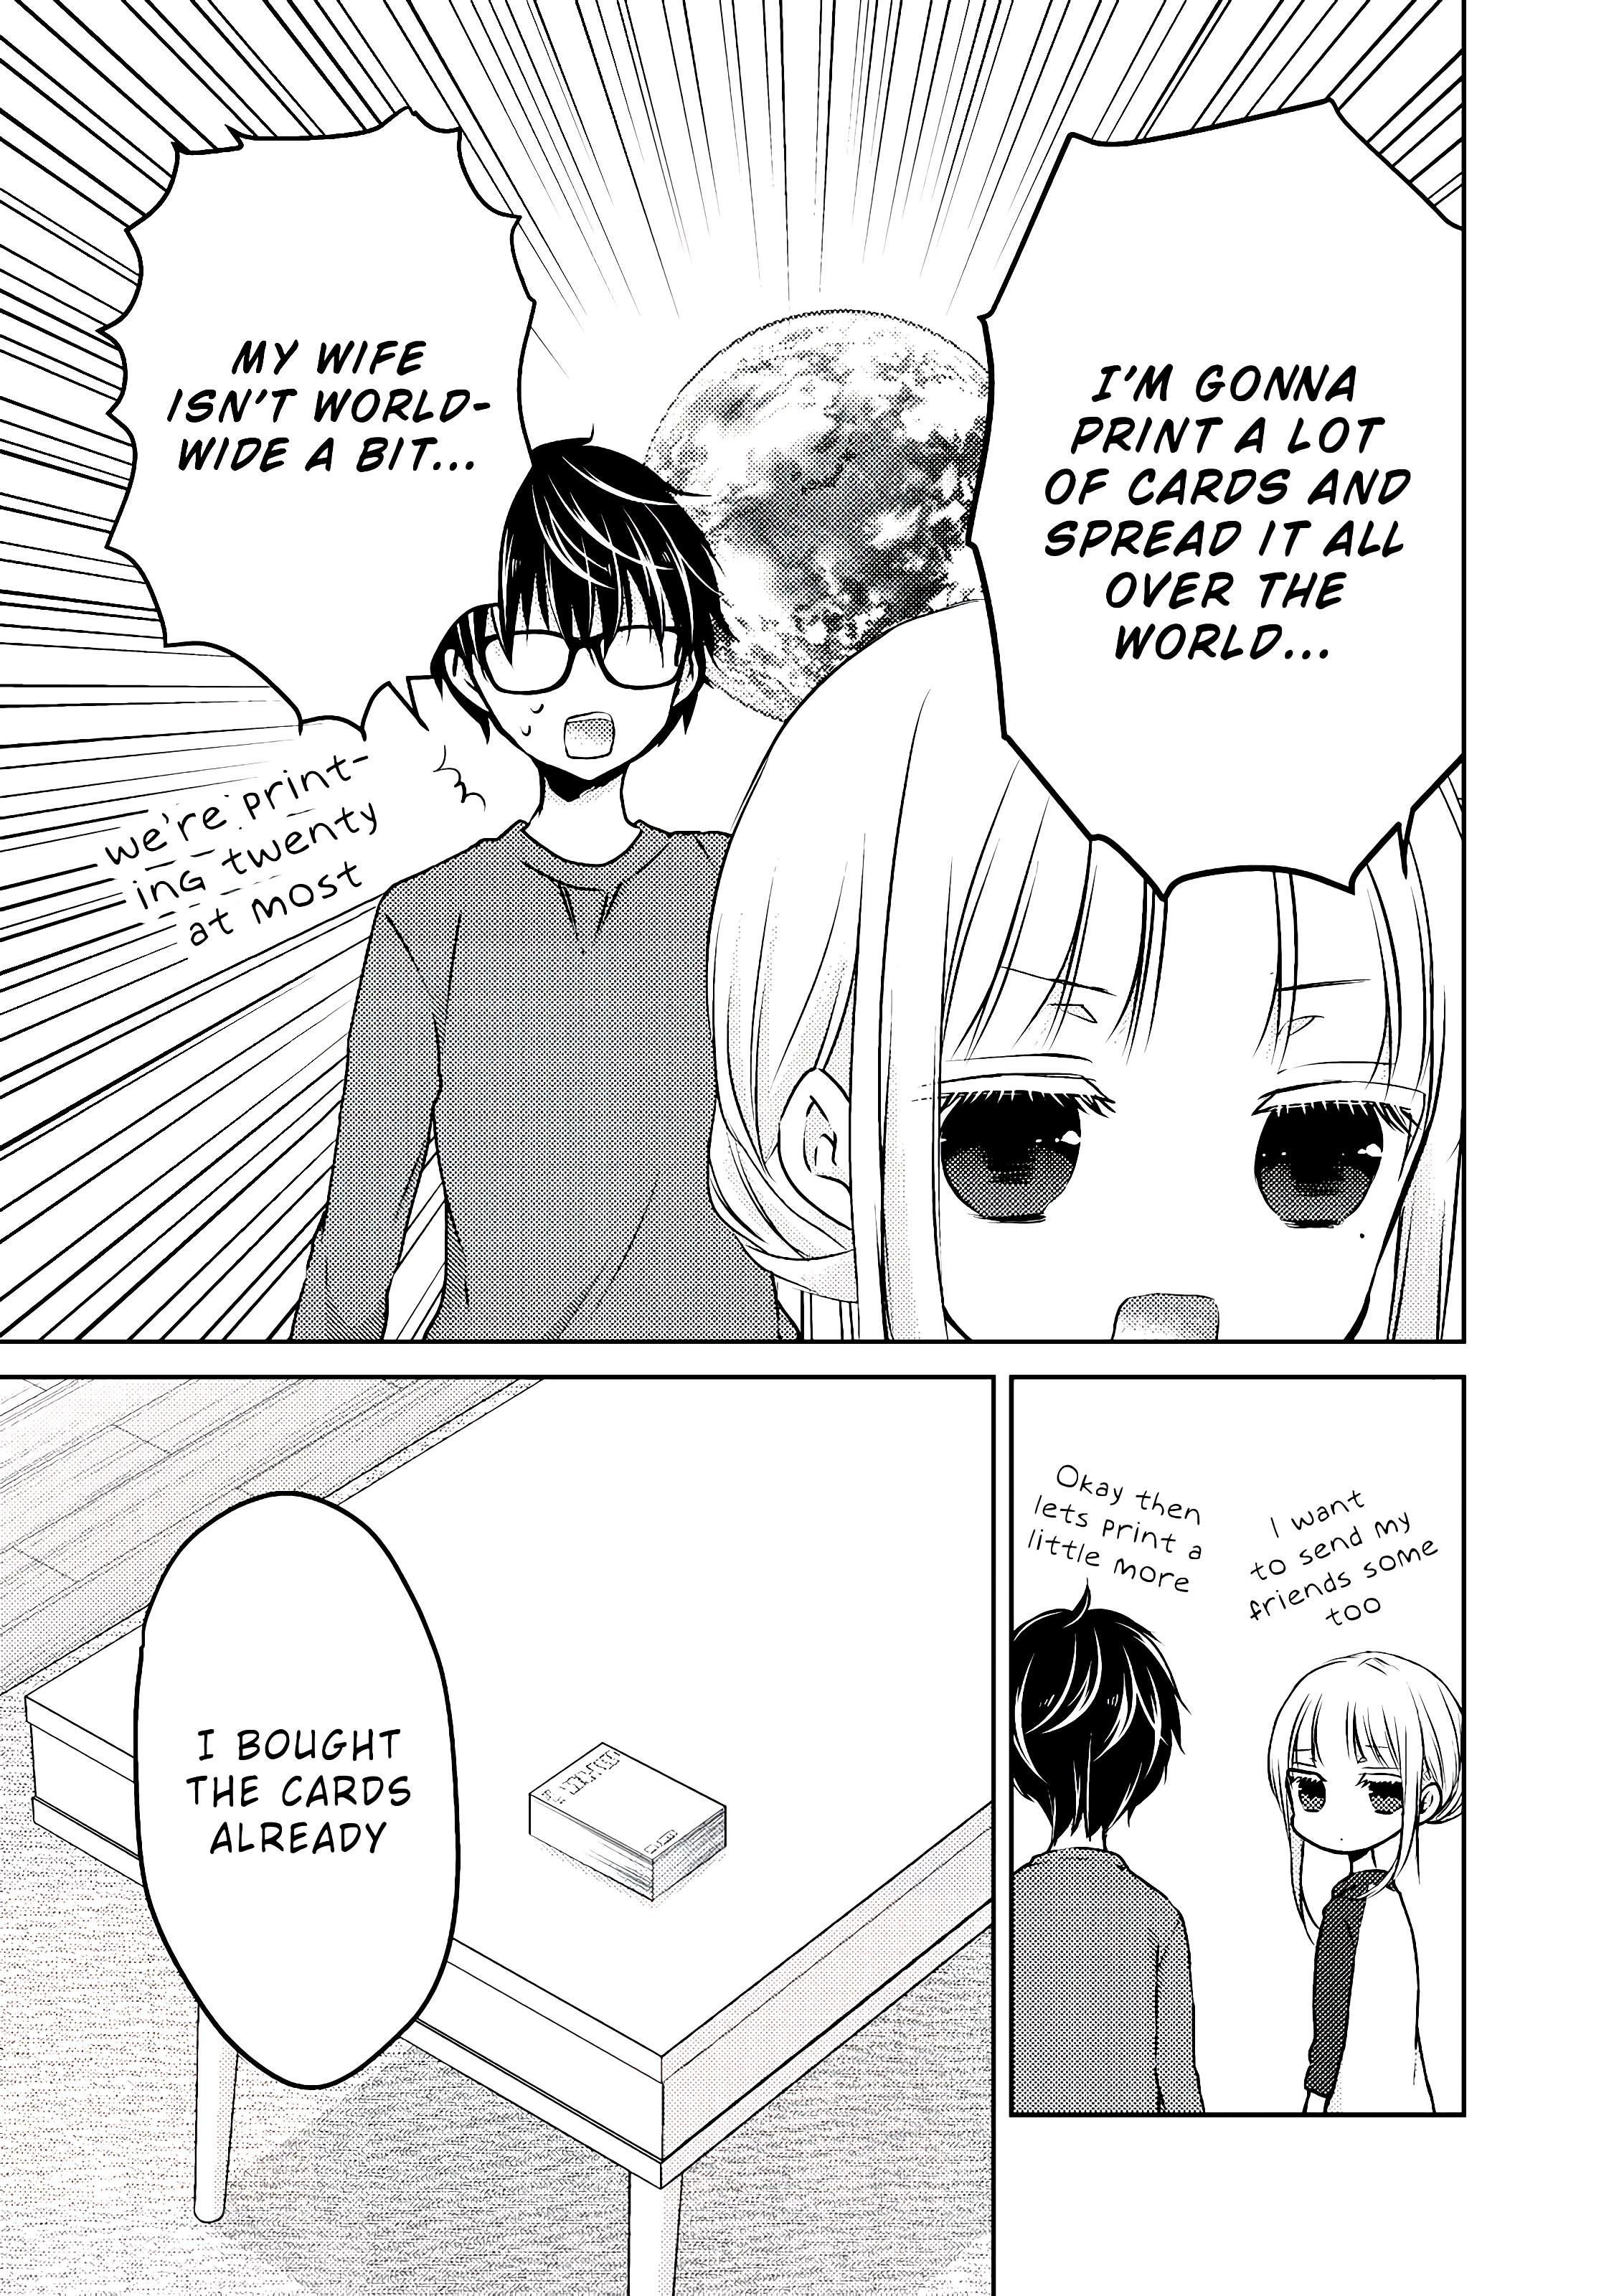 I'M GONNA
PRINT A LOT
OF CARDS AND
SPREAD IT ALL
OVER THE
WORLD...
MY WIFE
ISN'T WORLD-
WIDE A BIT...
we're print-
ing twenty
at most
I want
to send my
friends some
too
Okay then
lets print a
little more
I BOUGHT
THE CARDS
ALREADY